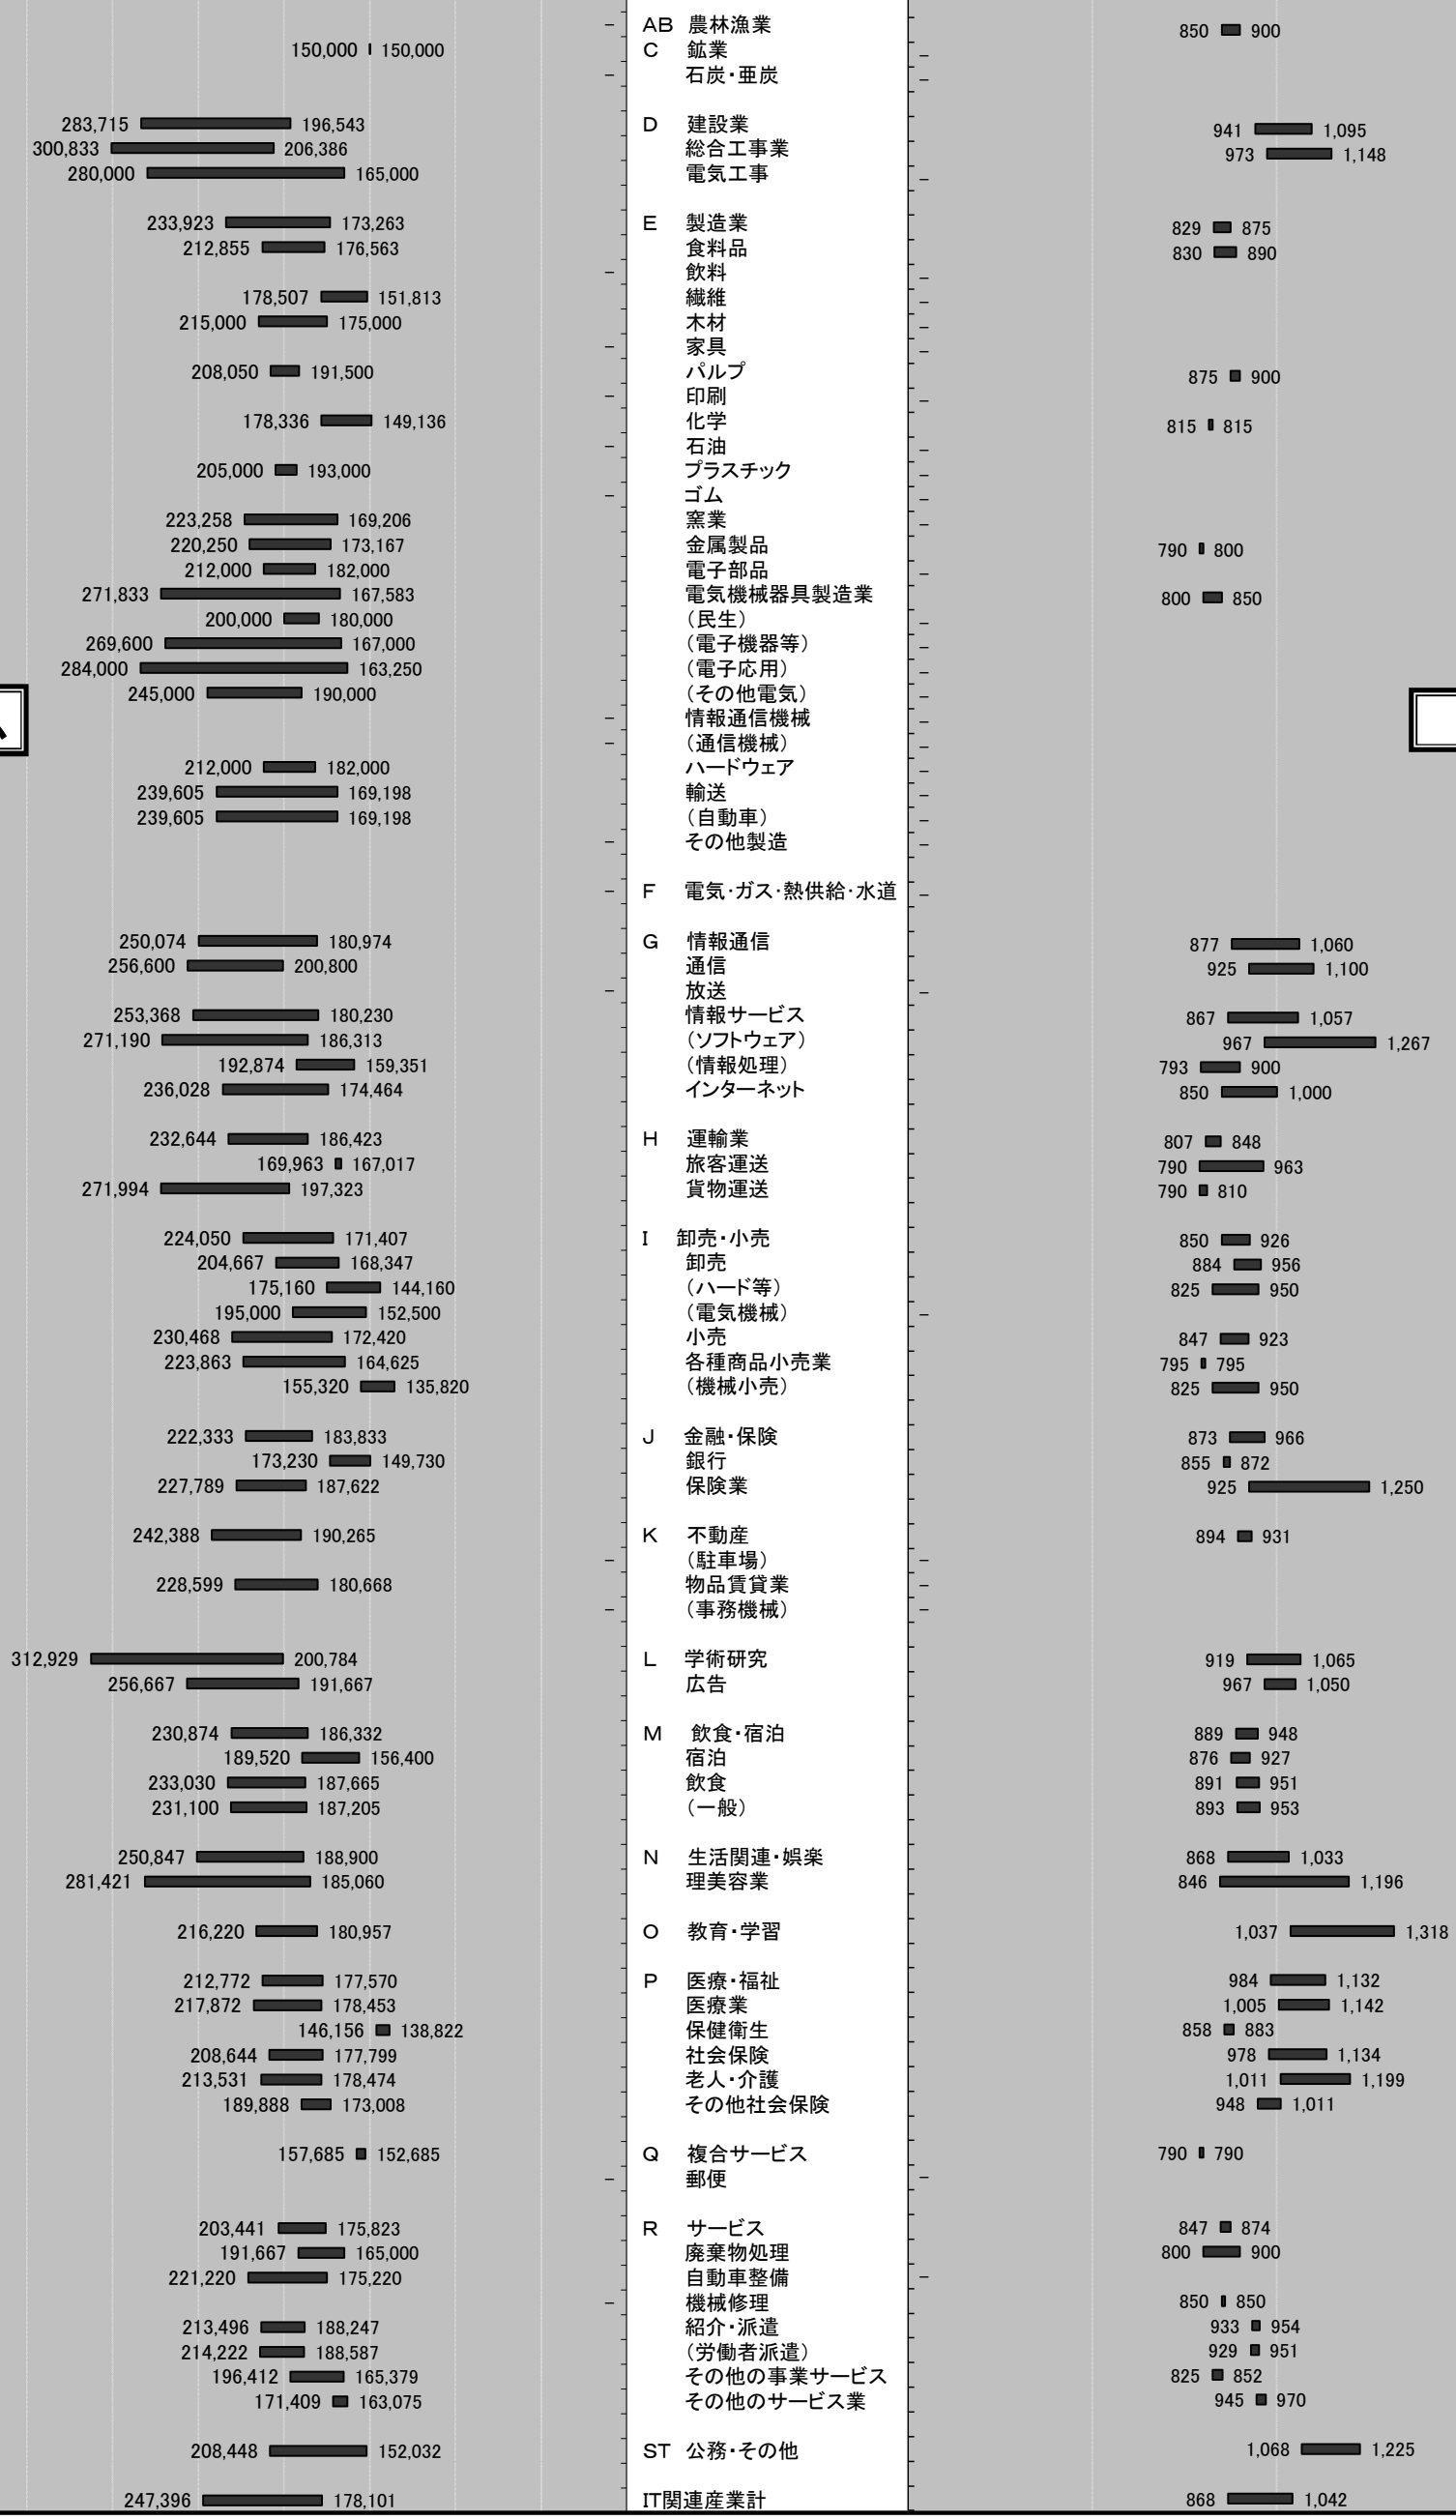 AB 農林漁業 850 900
150,000 150,000 C 鉱業
石炭・亜炭
283,715 196,543 D 建設業 941 1,095
300,833 206,386 総合工事業 973 1,148
280,000 165,000 電気工事
233,923 173,263 E 製造業 829 875
212,855 176,563 食料品 830 890
飲料
178,507 151,813 繊維
215,000 175,000 木材
家具
208,050 191,500 パルプ 875 900
印刷
178,336 149,136 化学 815 815
石油
205,000 193,000 プラスチック
ゴム
223,258 169,206 窯業
220,250 173,167 金属製品 790 800
212,000 182,000 電子部品
271,833 167,583 電気機械器具製造業 800 850
200,000 180,000 （民生）
269,600 167,000 （電子機器等）
284,000 163,250 （電子応用）
245,000 190,000 （その他電気）
情報通信機械
（通信機械）
212,000 182,000 ハードウェア
239,605 169,198 輸送
239,605 169,198 （自動車）
その他製造
F 電気・ガス・熱供給・水道
250,074 180,974 G 情報通信 877 1,060
256,600 200,800 通信 925 1,100
放送
253,368 180,230 情報サービス 867 1,057
271,190 186,313 （ソフトウェア） 967 1,267
192,874 159,351 （情報処理） 793 900
236,028 174,464 インターネット 850 1,000
232,644 186,423 H 運輸業 807 848
169,963 167,017 旅客運送 790 963
271,994 197,323 貨物運送 790 810
224,050 171,407 I 卸売・小売 850 926
204,667 168,347 卸売 884 956
175,160 144,160 （ハード等） 825 950
195,000 152,500 （電気機械）
230,468 172,420 小売 847 923
223,863 164,625 各種商品小売業 795 795
155,320 135,820 （機械小売） 825 950
222,333 183,833 J 金融・保険 873 966
173,230 149,730 銀行 855 872
227,789 187,622 保険業 925 1,250
242,388 190,265 K 不動産 894 931
（駐車場）
228,599 180,668 物品賃貸業
（事務機械）
312,929 200,784 L 学術研究 919 1,065
256,667 191,667 広告 967 1,050
230,874 186,332 M 飲食・宿泊 889 948
189,520 156,400 宿泊 876 927
233,030 187,665 飲食 891 951
231,100 187,205 （一般） 893 953
250,847 188,900 N 生活関連・娯楽 868 1,033
281,421 185,060 理美容業 846 1,196
216,220 180,957 O 教育・学習 1,037 1,318
212,772 177,570 P 医療・福祉 984 1,132
217,872 178,453 医療業 1,005 1,142
146,156 138,822 保健衛生 858 883
208,644 177,799 社会保険 978 1,134
213,531 178,474 老人・介護 1,011 1,199
189,888 173,008 その他社会保険 948 1,011
157,685 152,685 Q 複合サービス 790 790
郵便
203,441 175,823 R サービス 847 874
191,667 165,000 廃棄物処理 800 900
221,220 175,220 自動車整備
機械修理 850 850
213,496 188,247 紹介・派遣 933 954
214,222 188,587 （労働者派遣） 929 951
196,412 165,379 その他の事業サービス 825 852
171,409 163,075 その他のサービス業 945 970
208,448 152,032 ST 公務・その他 1,068 1,225
247,396 178,101 IT関連産業計 868 1,042